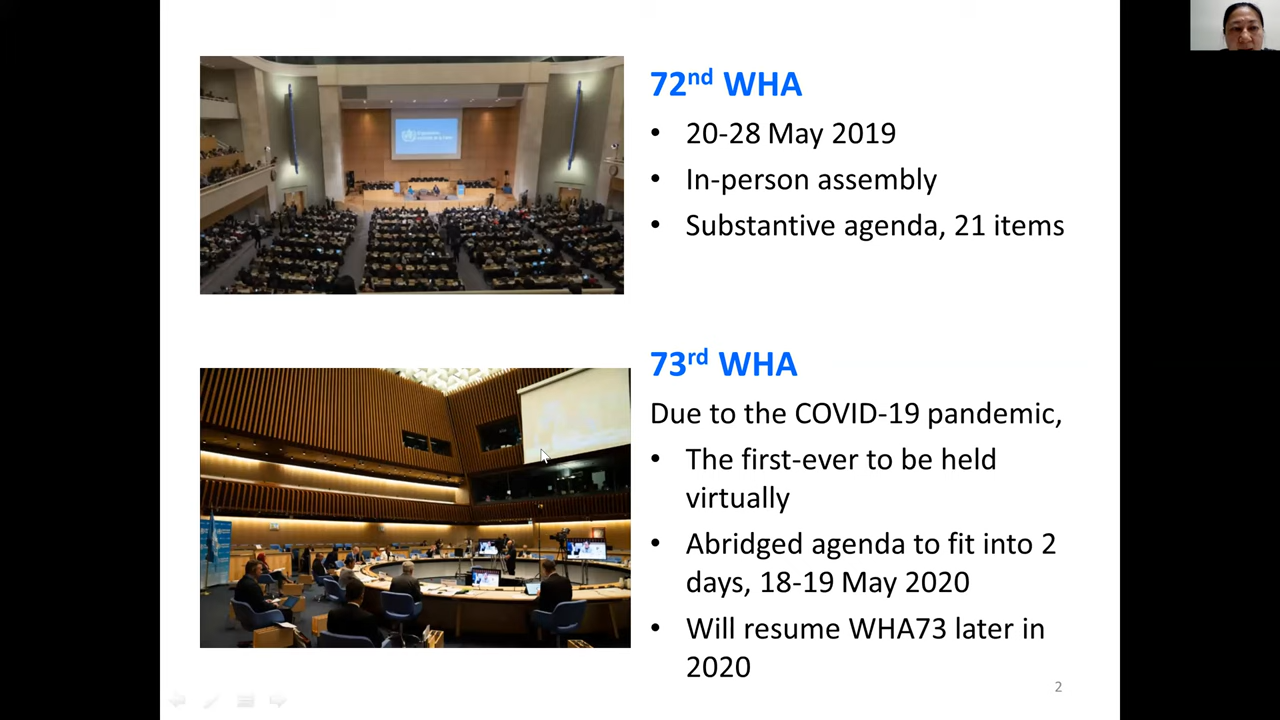 72nd WHA
• 20-28 May 2019
• In-person assembly
• Substantive agenda, 21 items
73rd WHA
Due to the COVID-19 pandemic,
• The first-ever to be held
virtually
• Abridged agenda to fit into 2
days, 18-19 May 2020
• Will resume WHA73 later in
2020
2